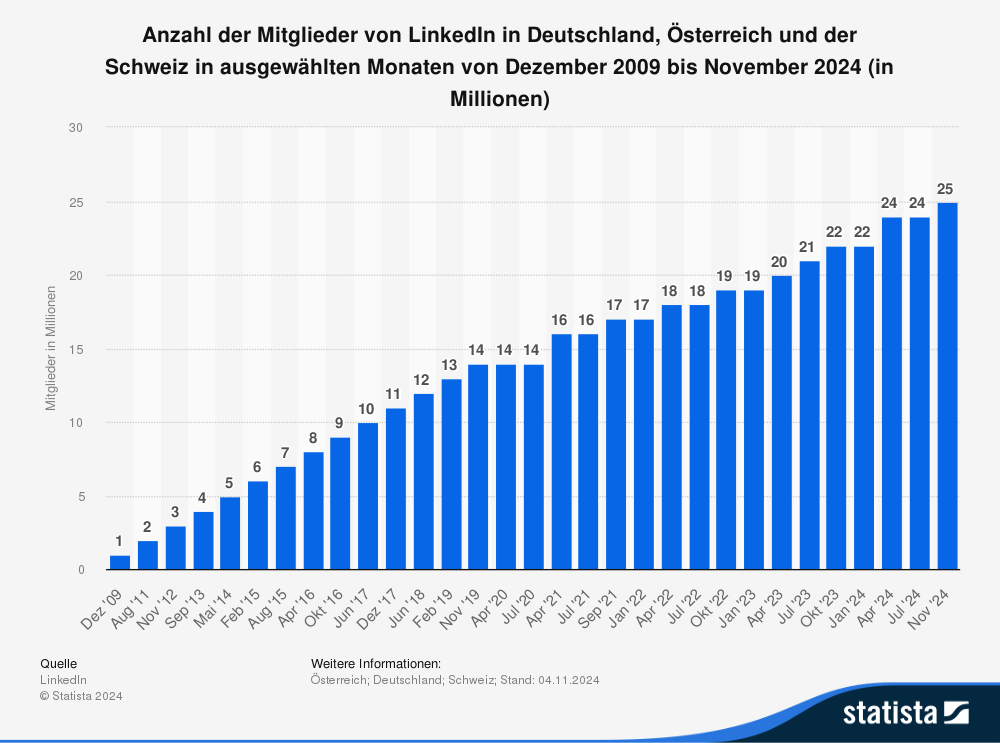 Anzahl der Mitglieder von LinkedIn in Deutschland, Österreich und der
Schweiz in ausgewählten Monaten von Dezember 2009 bis November 2024 (in
Millionen)
Mitglieder in Millionen
30
25
20
15
10
5
0
1
2
3
4
5
6
7
8
9
10
11
12
13
14
14
14
16
16
17
17
18
18
19
19
20
21
22
22
24
24
25
Dez '09
Aug '11
Nov '12
Sep '13
Mai '14
Feb '15
Aug '15
Apr '16
Okt '16
Jun '17
Dez '17
Jun '18
Feb '19
Nov '19
Apr '20
Jul '20
Apr '21
Jul '21
Sep '21
Jan '22
Apr '22
Jul '22
Okt '22
Jan '23
Apr '23
Jul '23
Okt '23
Jan '24
Apr '24
Jul '24
Nov '24
Quelle
LinkedIn
© Statista 2024
Weitere Informationen:
Österreich; Deutschland; Schweiz; Stand: 04.11.2024
statista